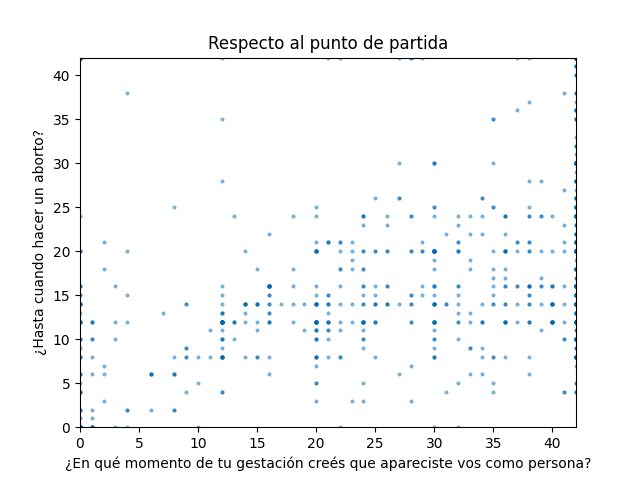 Respecto al punto de partida
¿Hasta cuando hacer un aborto?
40
35
30
25
20
15
10
5
0
0 5 10 15 20 25 30 35 40
¿En qué momento de tu gestación creés que apareciste vos como persona?